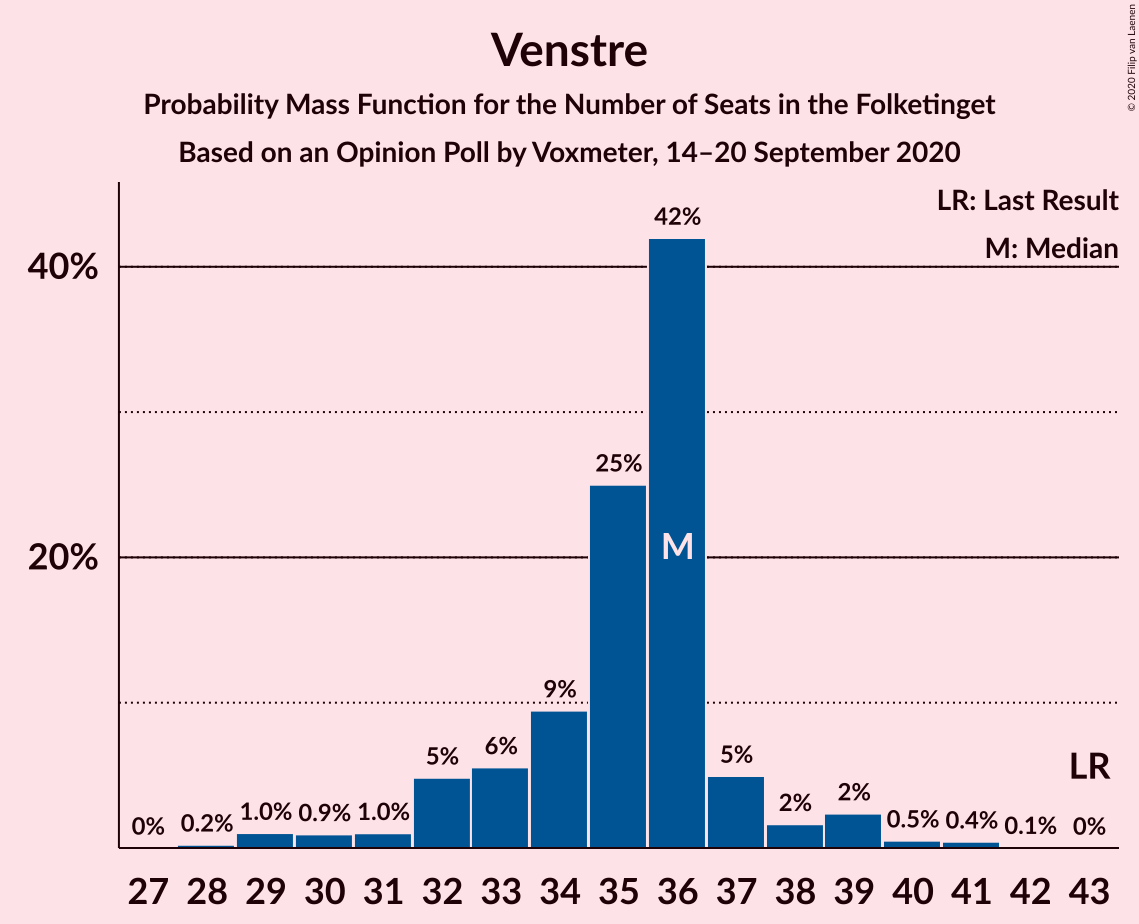 Venstre
Probability Mass Function for the Number of Seats in the Folketinget
Based on an Opinion Poll by Voxmeter, 14–20 September 2020
© 2020 Filip van Laenen
LR: Last Result
M: Median
40%
20%
0%
0.2%
1.0%
0.9%
1.0%
5%
6%
9%
25%
42%
M
5%
2%
2%
0.5%
0.4%
0.1%
0%
LR
27 28 29 30 31 32 33 34 35 36 37 38 39 40 41 42 43